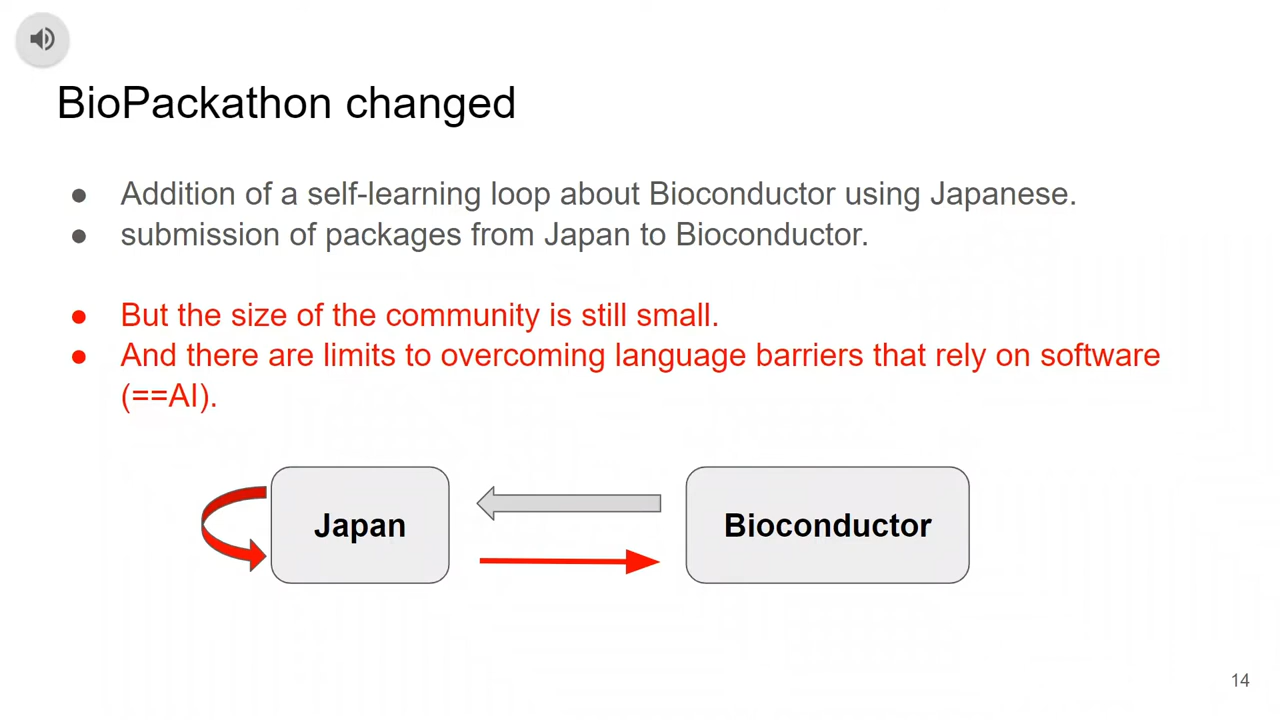 BioPackathon changed
● Addition of a self-learning loop about Bioconductor using Japanese.
● submission of packages from Japan to Bioconductor.
● But the size of the community is still small.
● And there are limits to overcoming language barriers that rely on software
(==AI).
Japan
Bioconductor
14